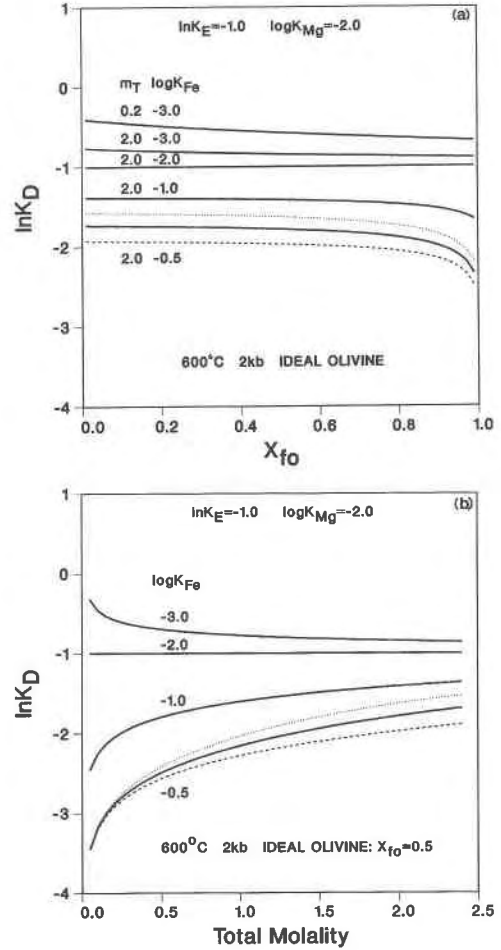 (a)
lnK_E=-1.0 logK_Mg=-2.0
m_T logK_Fe
0.2 -3.0
2.0 -3.0
2.0 -2.0
2.0 -1.0
2.0 -0.5
600°C 2kb IDEAL OLIVINE
1
0
-1
-2
-3
-4
lnK_D
0.0 0.2 0.4 0.6 0.8 1.0
X_fo
(b)
lnK_E=-1.0 logK_Mg=-2.0
logK_Fe
-3.0
-2.0
-1.0
-0.5
600°C 2kb IDEAL OLIVINE: X_fo=0.5
1
0
-1
-2
-3
-4
lnK_D
0.0 0.5 1.0 1.5 2.0 2.5
Total Molality